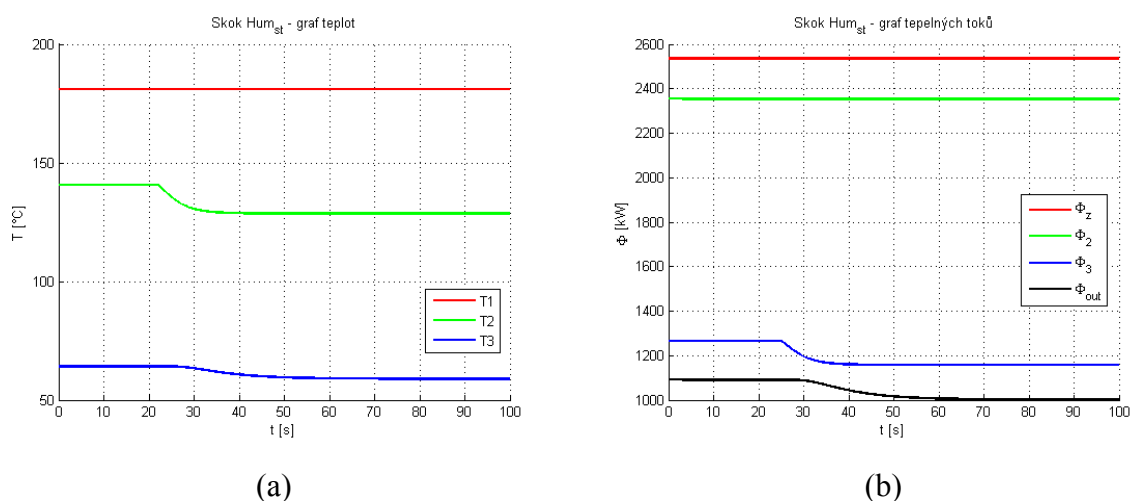 Skok Hum_st - graf teplot
200
150
100
50
T [°C]
0 10 20 30 40 50 60 70 80 90 100
t [s]
T1
T2
T3
(a)
Skok Hum_st - graf tepelných toků
2600
2400
2200
2000
1800
1600
1400
1200
1000
Φ [kW]
0 10 20 30 40 50 60 70 80 90 100
t [s]
Φ_z
Φ_2
Φ_3
Φ_out
(b)